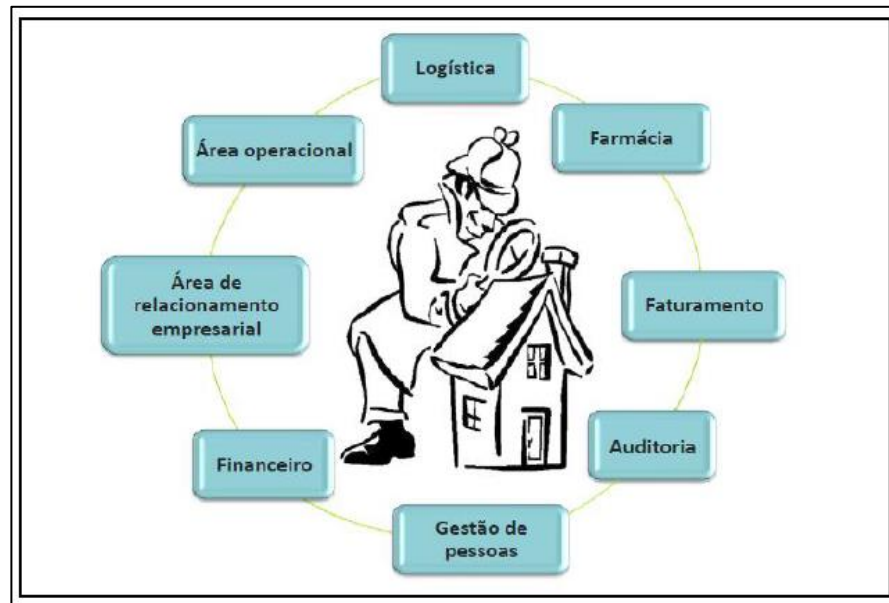 Logística
Farmácia
Faturamento
Auditoria
Gestão de
pessoas
Financeiro
Área de
relacionamento
empresarial
Área operacional